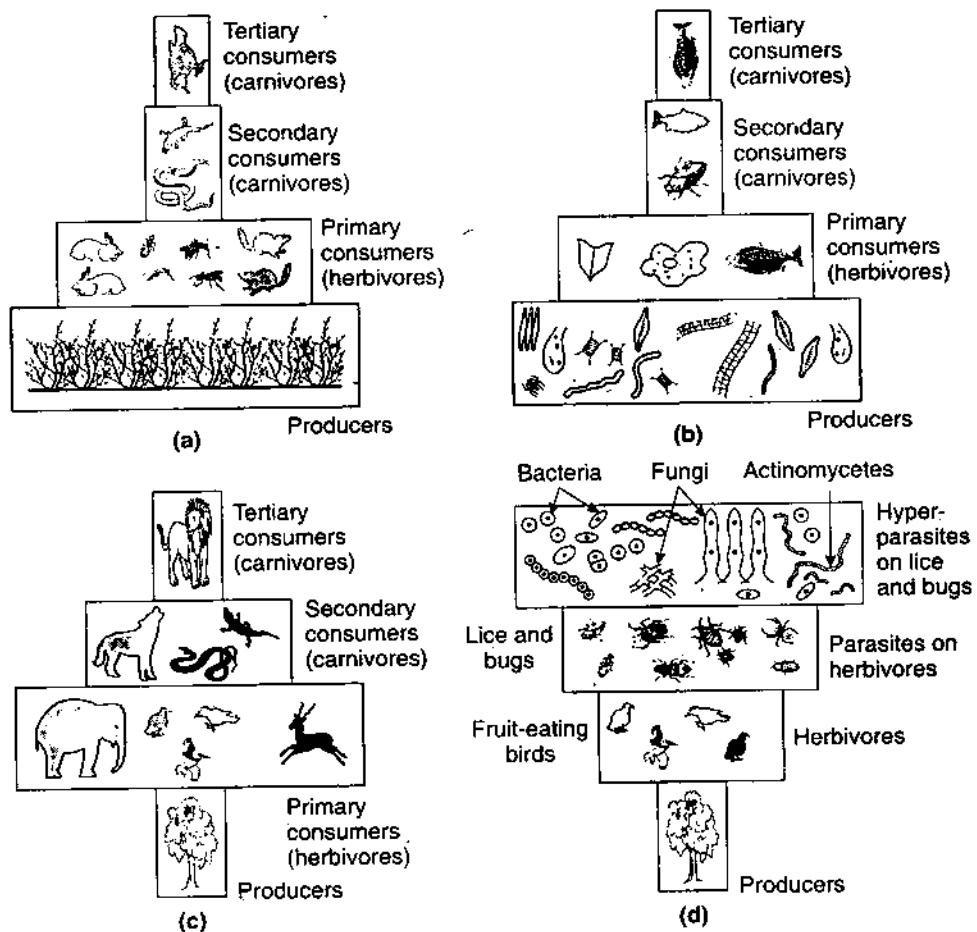 Tertiary
consumers
(carnivores)
Secondary
consumers
(carnivores)
Primary
consumers
(herbivores)
Producers
(a)
Tertiary
consumers
(carnivores)
Secondary
consumers
(carnivores)
Primary
consumers
(herbivores)
Producers
(b)
Tertiary
consumers
(carnivores)
Secondary
consumers
(carnivores)
Primary
consumers
(herbivores)
Producers
(c)
Bacteria
Fungi
Actinomycetes
Hyper-
parasites
on lice
and bugs
Lice and
bugs
Parasites on
herbivores
Fruit-eating
birds
Herbivores
Producers
(d)